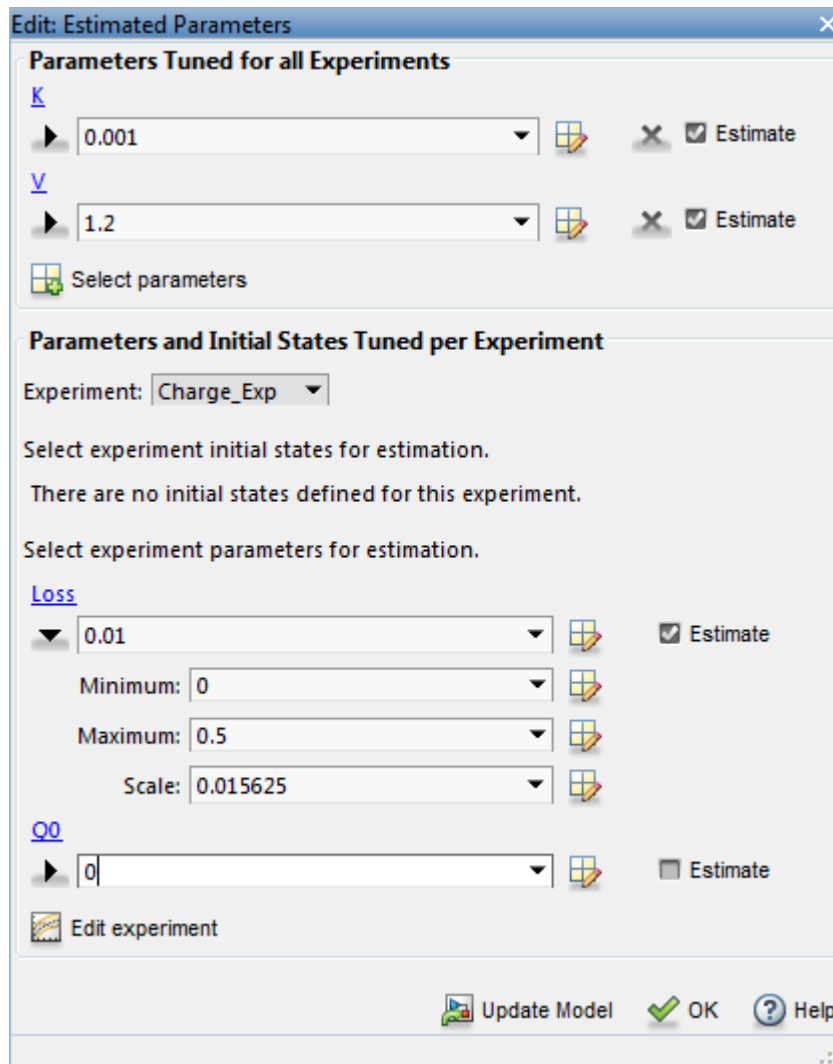 Edit: Estimated Parameters
Parameters Tuned for all Experiments
K
0.001 Estimate
V
1.2 Estimate
Select parameters
Parameters and Initial States Tuned per Experiment
Experiment: Charge_Exp
Select experiment initial states for estimation.
There are no initial states defined for this experiment.
Select experiment parameters for estimation.
Loss
0.01 Estimate
Minimum: 0
Maximum: 0.5
Scale: 0.015625
Q0
0 Estimate
Edit experiment
Update Model OK Help